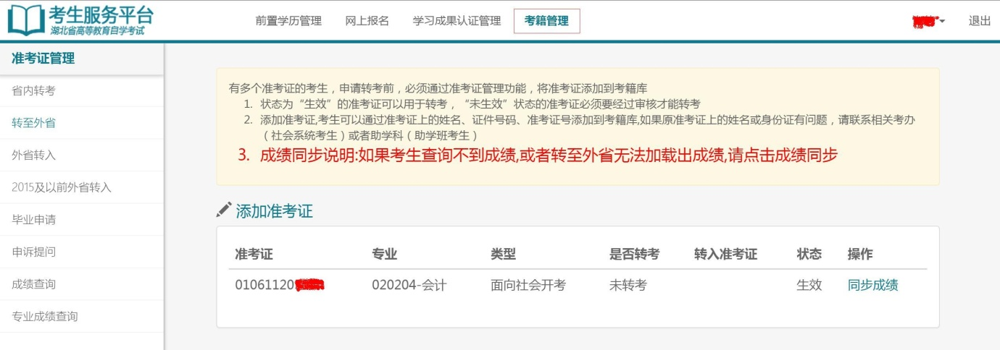 考生服务平台
湖北省高等教育自学考试
前置学历管理 网上报名 学习成果认证管理 考籍管理 退出
准考证管理
省内转考
转至外省
外省转入
2015及以前外省转入
毕业申请
申诉提问
成绩查询
专业成绩查询
有多个准考证的考生，申请转考前，必须通过准考证管理功能，将准考证添加到考籍库
1. 状态为“生效”的准考证可以用于转考，“未生效”状态的准考证必须要经过审核才能转考
2. 添加准考证,考生可以通过准考证上的姓名、证件号码、准考证号添加到考籍库,如果原准考证上的姓名或身份证有问题，请联系相关考办
（社会系统考生）或者助学科（助学班考生）
3. 成绩同步说明:如果考生查询不到成绩,或者转至外省无法加载出成绩,请点击成绩同步
添加准考证
准考证 专业 类型 是否转考 转入准考证 状态 操作
01061120 020204-会计 面向社会开考 未转考 生效 同步成绩